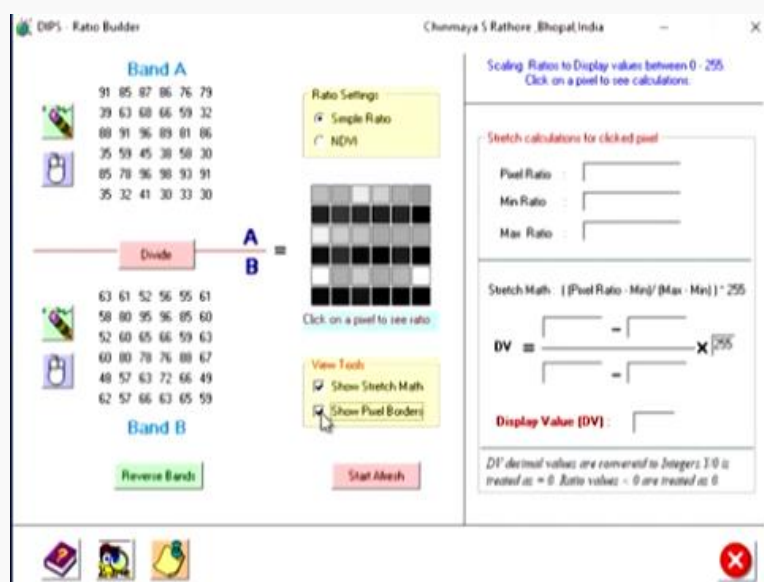 DIPS - Ratio Builder
Chinmaya S Rathore ,Bhopal,India
Band A
91 85 87 86 76 79
39 63 68 66 59 32
88 91 96 89 81 86
35 59 45 38 58 30
85 78 96 98 93 91
35 32 41 30 33 30
Divide
A
B
=
63 61 52 56 55 61
58 80 95 96 85 60
52 60 65 66 59 63
60 80 78 76 88 67
48 57 63 72 66 49
62 57 66 63 65 59
Band B
Reverse Bands
Ratio Settings
Simple Ratio
NDVI
Click on a pixel to see ratio
View Tools
Show Stretch Math
Show Pixel Borders
Start Afresh
Scaling Ratios to Display values between 0 - 255
Click on a pixel to see calculations.
Stretch calculations for clicked pixel
Pixel Ratio :
Min Ratio :
Max Ratio :
Stretch Math : ( (Pixel Ratio - Min)/ (Max - Min) ) * 255
DV = - X 255
-
Display Value (DV) :
DV decimal values are converetd to Integers. X/0 is
treated as = 0. Ratio values < 0 are treated as 0.